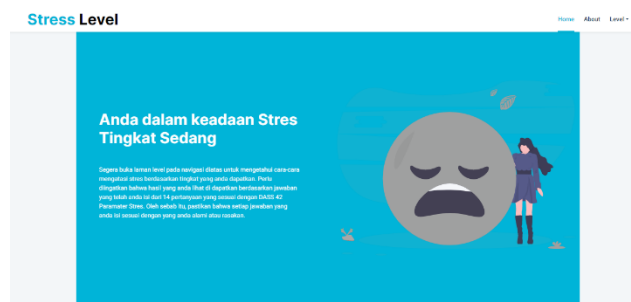 Stress Level
Home About Level
Anda dalam keadaan Stres
Tingkat Sedang
Segera buka laman level pada navigasi diatas untuk mengetahui cara-cara
mengatasi stres berdasarkan tingkat yang anda dapatkan. Perlu
diingatkan bahwa hasil yang anda lihat di dapatkan berdasarkan jawaban
yang telah anda isi dari 14 pertanyaan yang sesuai dengan DASS 42
Paramater Stres. Oleh sebab itu, pastikan bahwa setiap jawaban yang
anda isi sesuai dengan yang anda alami atau rasakan.